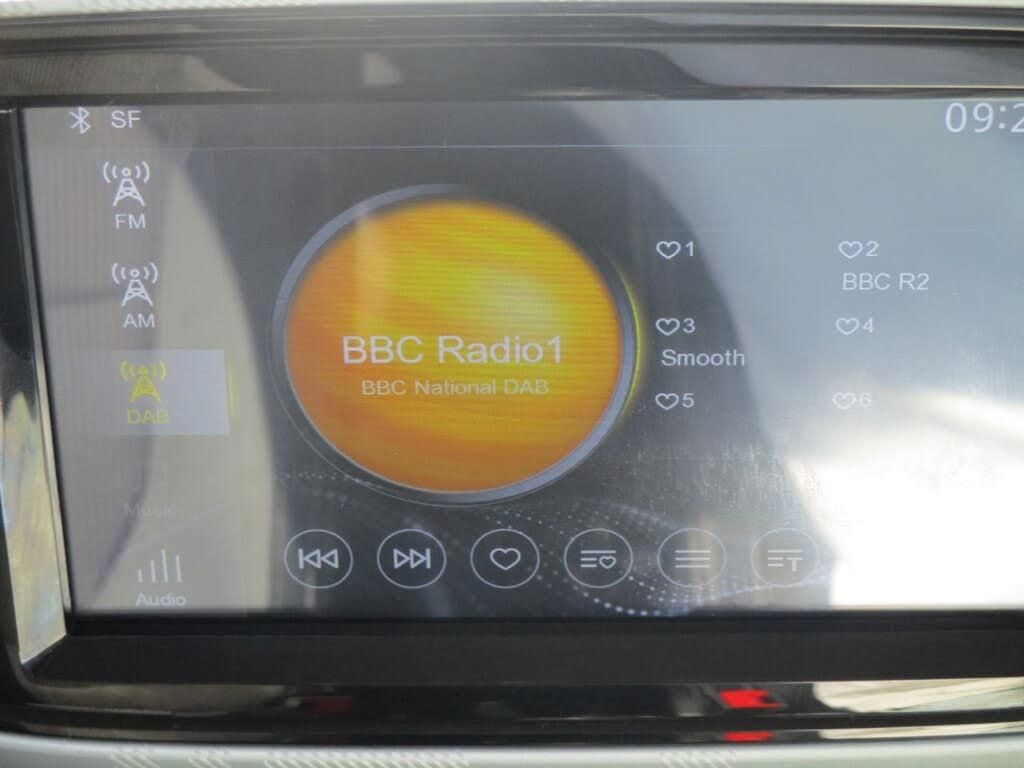 SF
09:2
FM
AM
DAB
Music
Audio
BBC Radio1
BBC National DAB
1
2
BBC R2
3
4
Smooth
5
6